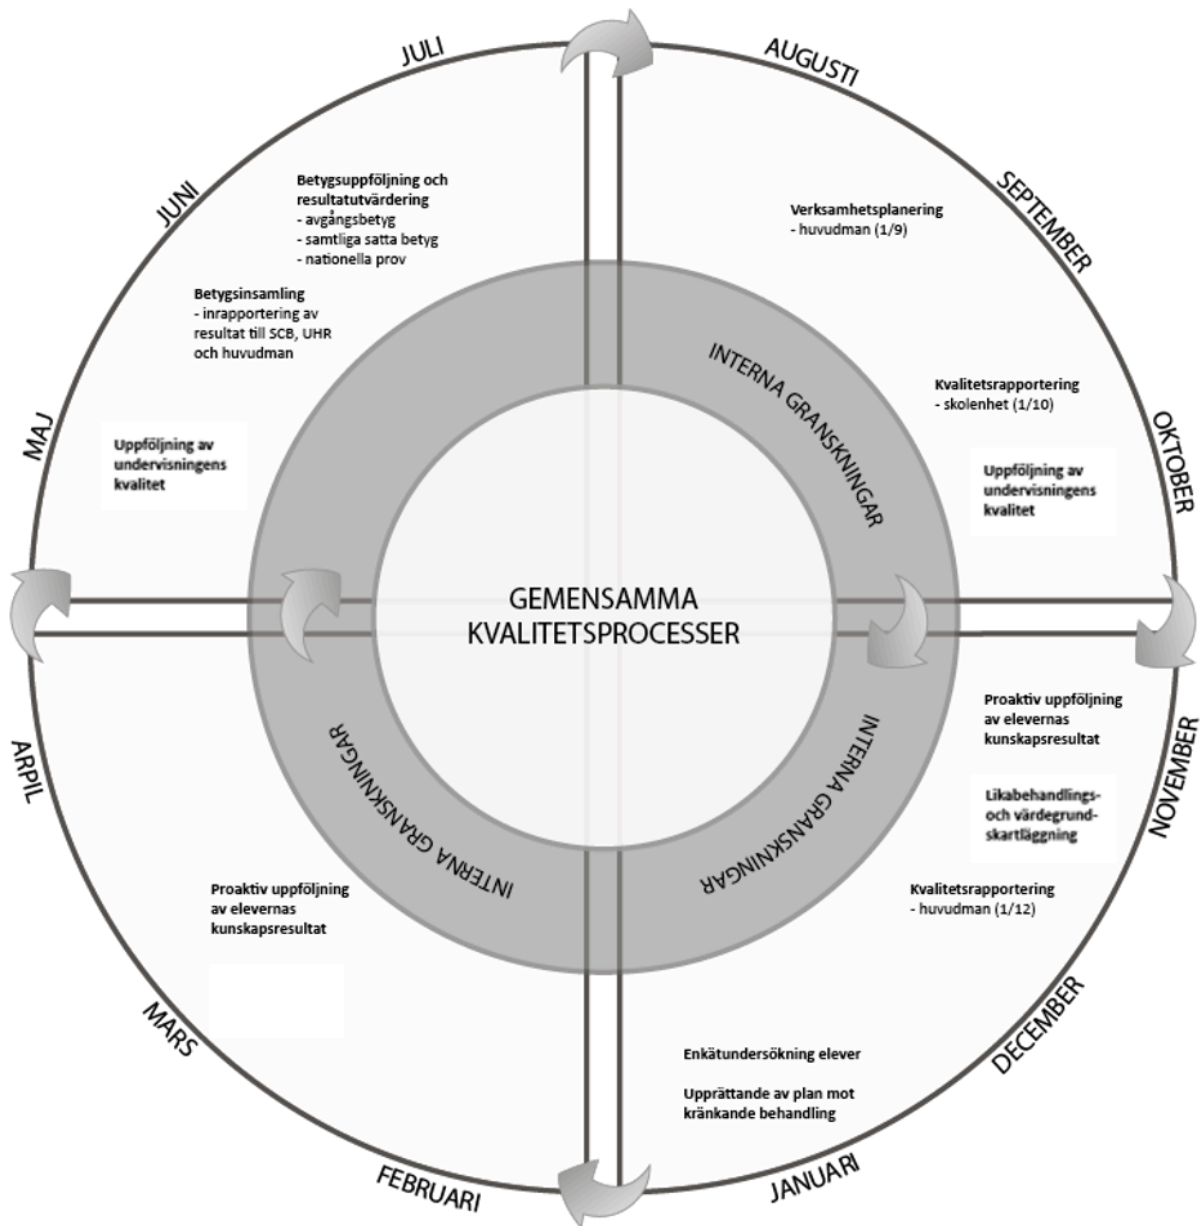 JULI
AUGUSTI
JUNI
SEPTEMBER
Betygsuppföljning och
resultatutvärdering
- avgångsbetyg
- samtliga satta betyg
- nationella prov
Verksamhetsplanering
- huvudman (1/9)
Betygsinsamling
- inrapportering av
resultat till SCB, UHR
och huvudman
INTERNA GRANSKNINGAR
Kvalitetsrapportering
- skolenhet (1/10)
MAJ
OKTOBER
Uppföljning av
undervisningens
kvalitet
Uppföljning av
undervisningens
kvalitet
GEMENSAMMA
KVALITETSPROCESSER
Proaktiv uppföljning
av elevernas
kunskapsresultat
ARPIL
NOVEMBER
INTERNA GRANSKNINGAR
INTERNA GRANSKNINGAR
Likabehandlings-
och värdegrund-
skartläggning
Proaktiv uppföljning
av elevernas
kunskapsresultat
Kvalitetsrapportering
- huvudman (1/12)
MARS
DECEMBER
Enkätundersökning elever
Upprättande av plan mot
kränkande behandling
FEBRUARI
JANUARI